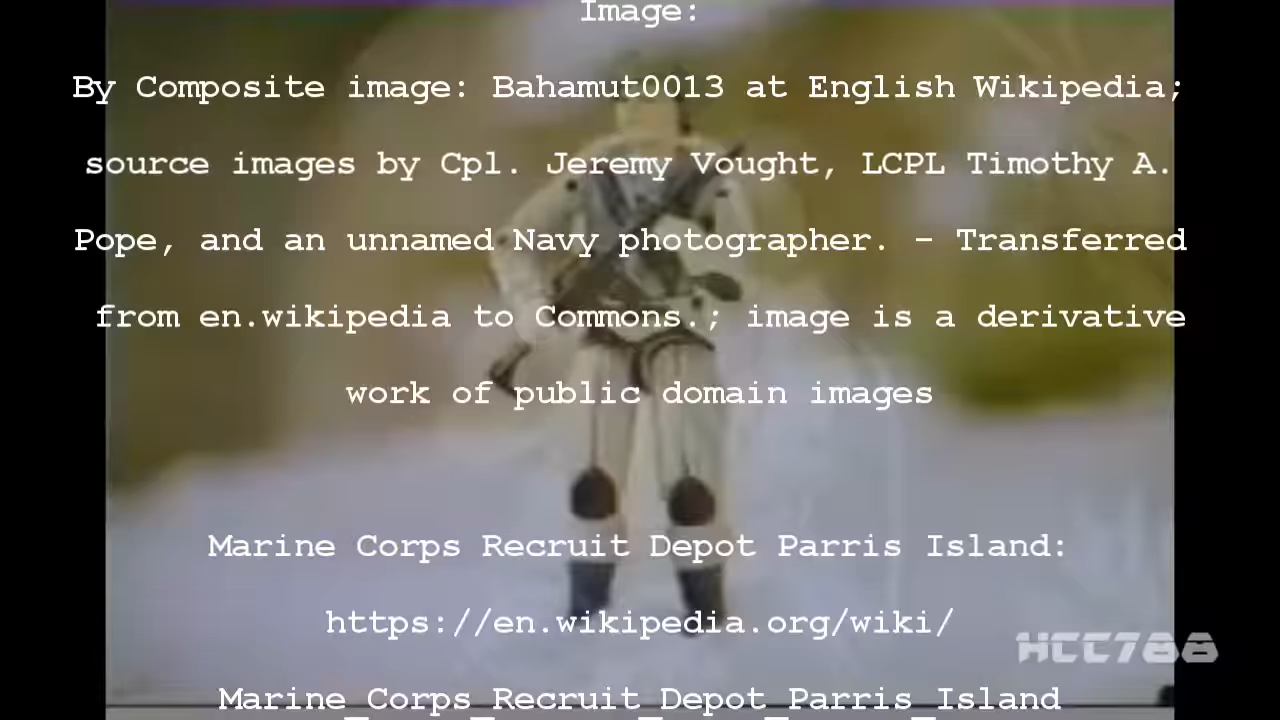 Image:
By Composite image: Bahamut0013 at English Wikipedia;
source images by Cpl. Jeremy Vought, LCPL Timothy A.
Pope, and an unnamed Navy photographer. - Transferred
from en.wikipedia to Commons.; image is a derivative
work of public domain images
Marine Corps Recruit Depot Parris Island:
https://en.wikipedia.org/wiki/
HCC788
Marine_Corps_Recruit_Depot_Parris_Island